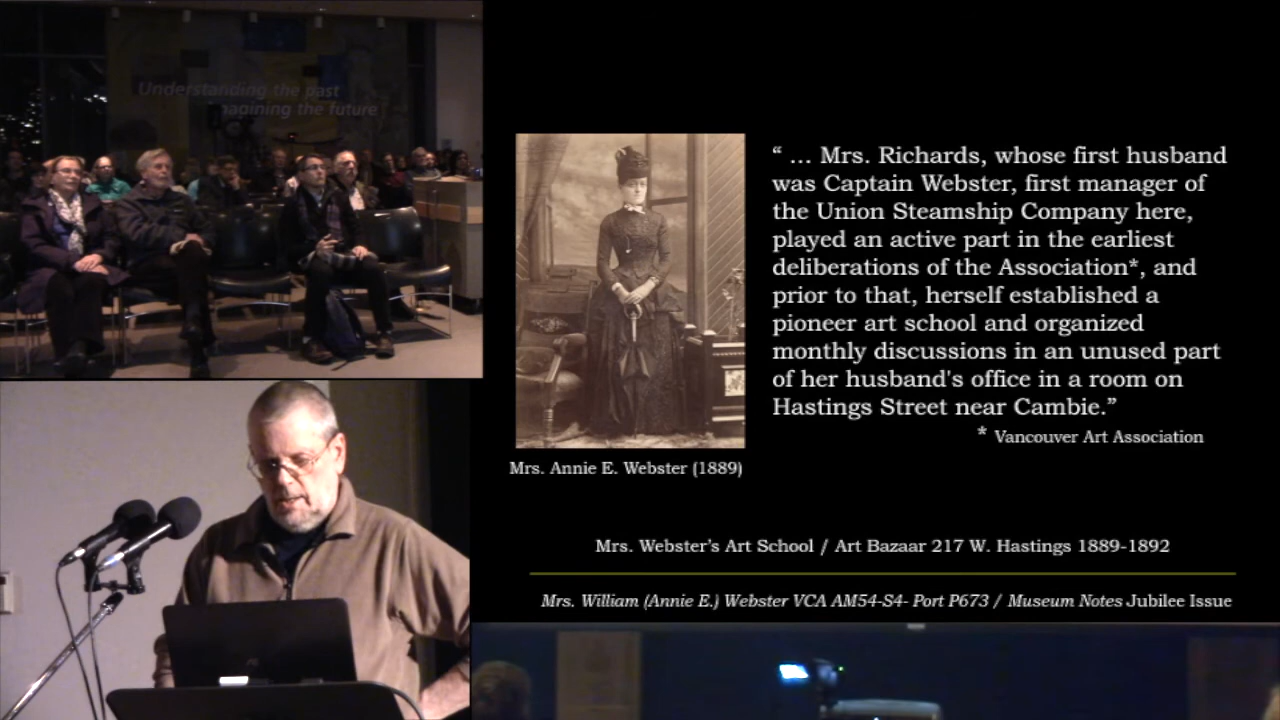 Understanding the past
imagining the future
“ ... Mrs. Richards, whose first husband
was Captain Webster, first manager of
the Union Steamship Company here,
played an active part in the earliest
deliberations of the Association*, and
prior to that, herself established a
pioneer art school and organized
monthly discussions in an unused part
of her husband's office in a room on
Hastings Street near Cambie.”
* Vancouver Art Association
Mrs. Annie E. Webster (1889)
Mrs. Webster's Art School / Art Bazaar 217 W. Hastings 1889-1892
Mrs. William (Annie E.) Webster VCA AM54-S4- Port P673 / Museum Notes Jubilee Issue